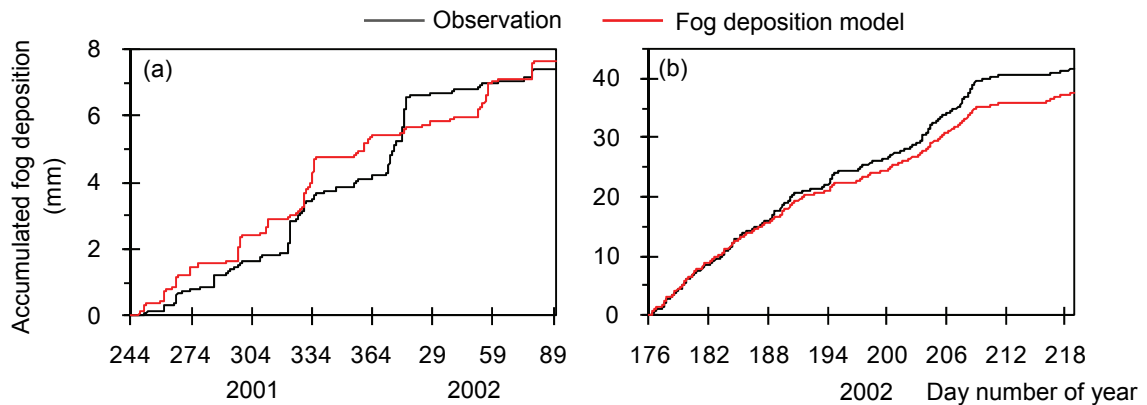 Observation Fog deposition model
Accumulated fog deposition
(mm)
(a)
8
6
4
2
0
244 274 304 334 364 29 59 89
2001 2002
(b)
40
30
20
10
0
176 182 188 194 200 206 212 218
2002 Day number of year